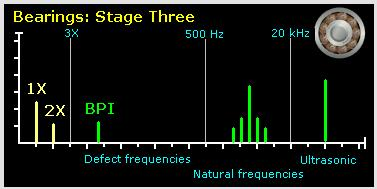 Bearings: Stage Three
3X 500 Hz 20 kHz
1X
2X
BPI
Defect frequencies
Ultrasonic
Natural frequencies